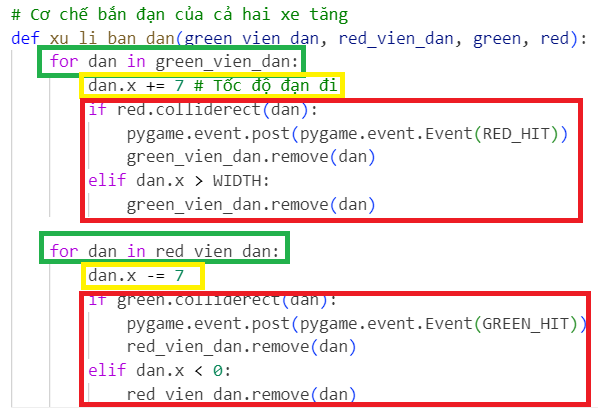 # Cơ chế bắn đạn của cả hai xe tăng
def xu_li_ban_dan(green_vien_dan, red_vien_dan, green, red):
for dan in green_vien_dan:
dan.x += 7 # Tốc độ đạn đi
if red.colliderect(dan):
pygame.event.post(pygame.event.Event(RED_HIT))
green_vien_dan.remove(dan)
elif dan.x > WIDTH:
green_vien_dan.remove(dan)
for dan in red_vien_dan:
dan.x -= 7
if green.colliderect(dan):
pygame.event.post(pygame.event.Event(GREEN_HIT))
red_vien_dan.remove(dan)
elif dan.x < 0:
red_vien_dan.remove(dan)